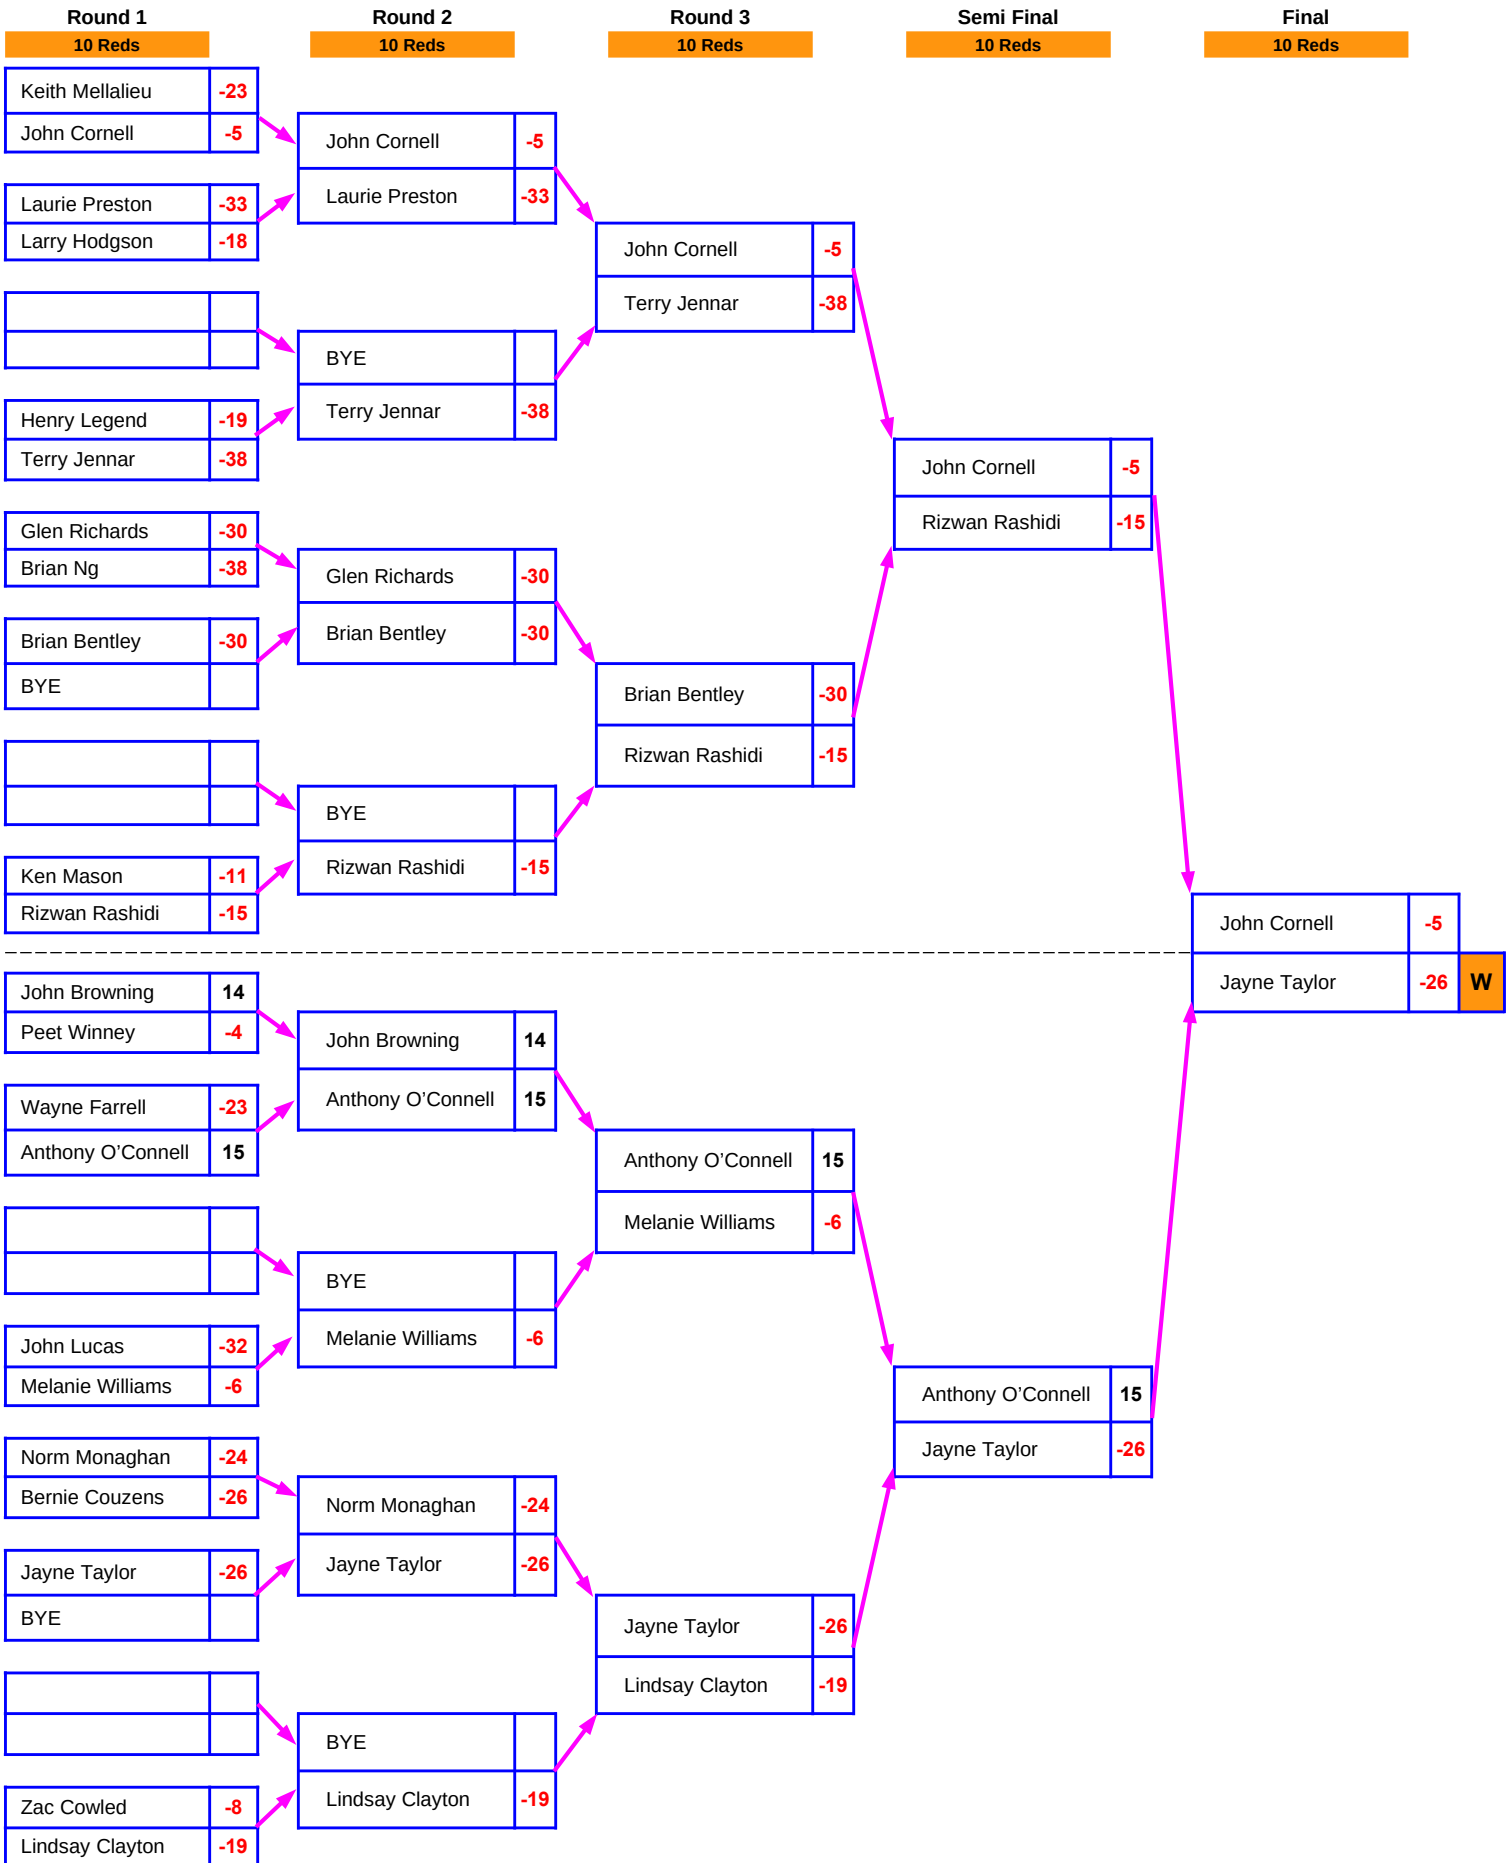 Round 1
10 Reds
Keith Mellalieu -23
John Cornell -5
Laurie Preston -33
Larry Hodgson -18
Henry Legend -19
Terry Jennar -38
Glen Richards -30
Brian Ng -38
Brian Bentley -30
BYE
Ken Mason -11
Rizwan Rashidi -15
John Browning 14
Peet Winney -4
Wayne Farrell -23
Anthony O’Connell 15
John Lucas -32
Melanie Williams -6
Norm Monaghan -24
Bernie Couzens -26
Jayne Taylor -26
BYE
Zac Cowled -8
Lindsay Clayton -19
Round 2
10 Reds
John Cornell -5
Laurie Preston -33
BYE
Terry Jennar -38
Glen Richards -30
Brian Bentley -30
BYE
Rizwan Rashidi -15
John Browning 14
Anthony O’Connell 15
BYE
Melanie Williams -6
Norm Monaghan -24
Jayne Taylor -26
BYE
Lindsay Clayton -19
Round 3
10 Reds
John Cornell -5
Terry Jennar -38
Brian Bentley -30
Rizwan Rashidi -15
Anthony O’Connell 15
Melanie Williams -6
Jayne Taylor -26
Lindsay Clayton -19
Semi Final
10 Reds
John Cornell -5
Rizwan Rashidi -15
Anthony O’Connell 15
Jayne Taylor -26
Final
10 Reds
John Cornell -5
Jayne Taylor -26 W